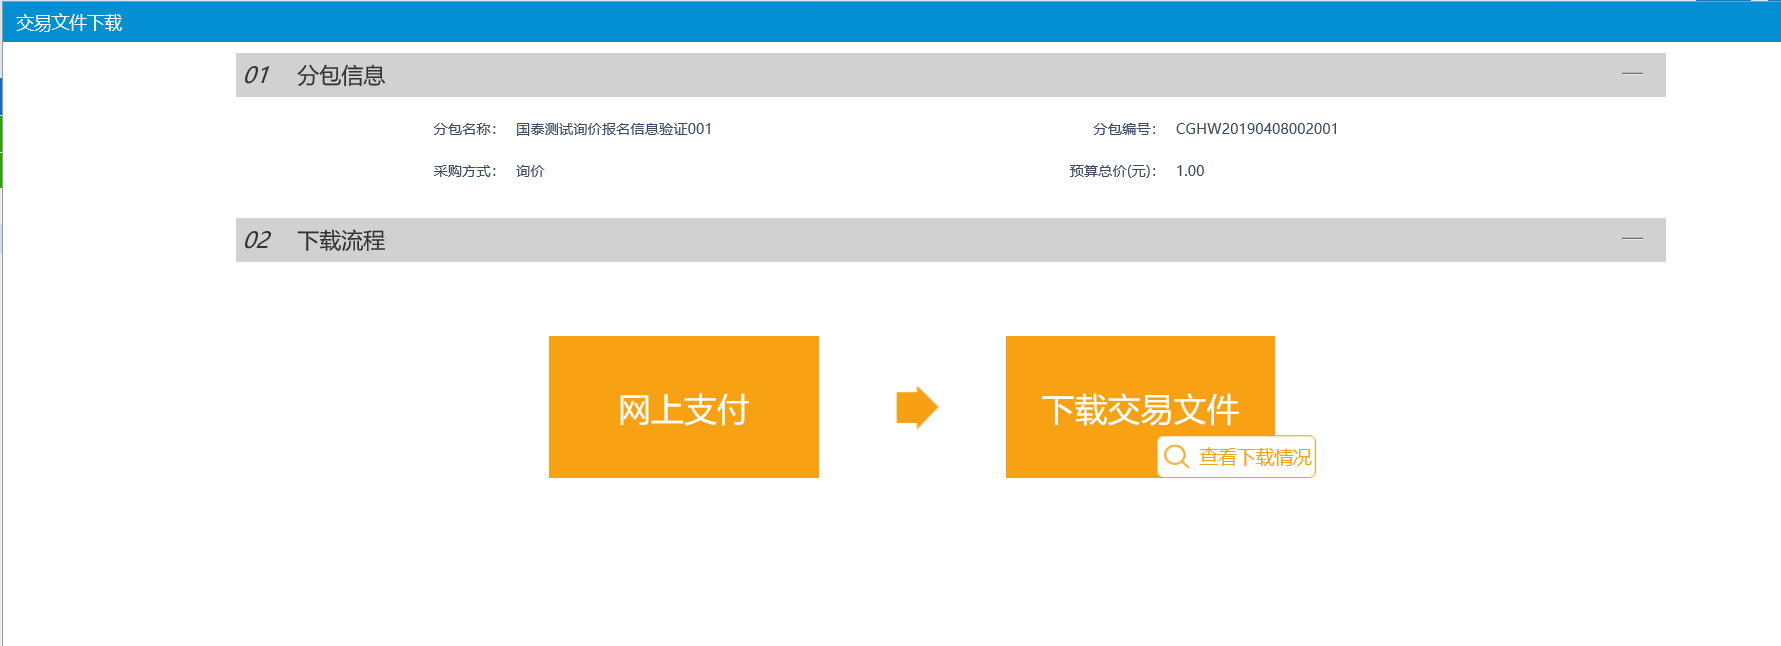 交易文件下载
01 分包信息
分包名称： 国泰测试询价报名信息验证001 分包编号： CGHW20190408002001
采购方式： 询价 预算总价(元)： 1.00
02 下载流程
网上支付 下载交易文件
查看下载情况